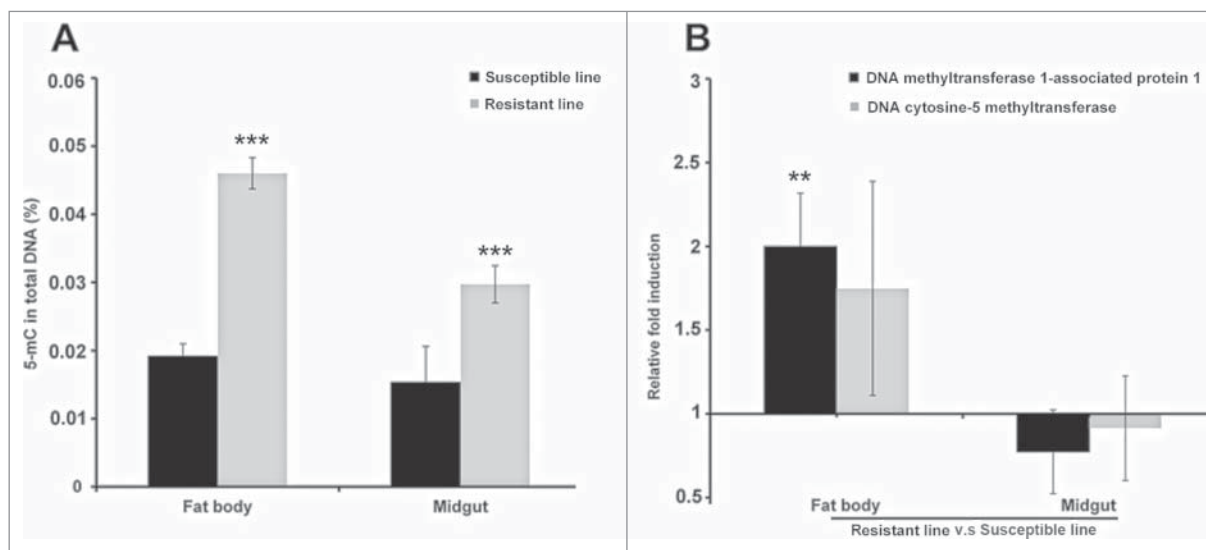 A
5-mC in total DNA (%)
0.06
0.05
0.04
0.03
0.02
0.01
0
Susceptible line
Resistant line
***
***
Fat body
Midgut
B
Relative fold induction
3
2.5
2
1.5
1
0.5
DNA methyltransferase 1-associated protein 1
DNA cytosine-5 methyltransferase
**
Fat body
Midgut
Resistant line v.s Susceptible line